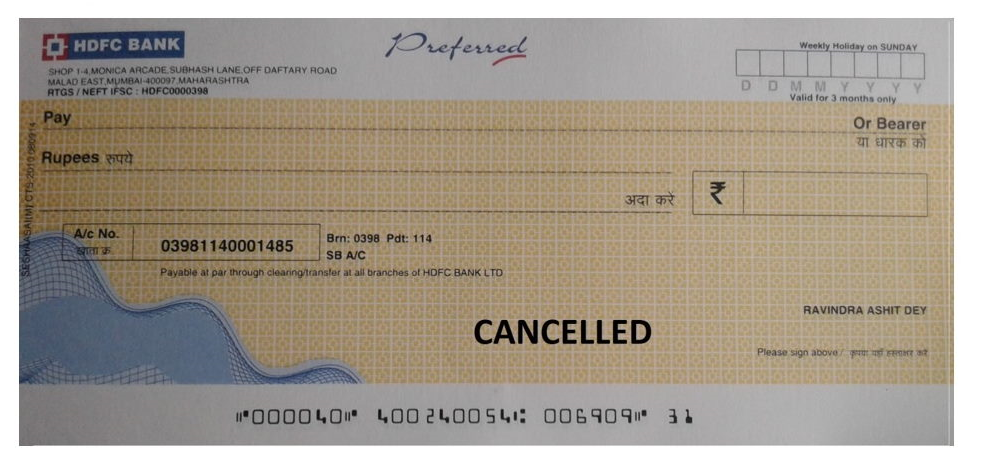 HDFC BANK
Preferred
SHOP 1-4, MONICA ARCADE, SUBHASH LANE, OFF DAFTARY ROAD
MALAD EAST, MUMBAI-400097, MAHARASHTRA
RTGS / NEFT IFSC : HDFC0000398
Weekly Holiday on SUNDAY
D D M M Y Y Y Y
Valid for 3 months only
Pay
Or Bearer
या धारक को
Rupees रुपये
अदा करें
₹
A/c No.
खाता क्र.
03981140001485
Brn: 0398 Pdt: 114
SB A/C
Payable at par through clearing/transfer at all branches of HDFC BANK LTD
CANCELLED
RAVINDRA ASHIT DEY
Please sign above / कृपया यहाँ हस्ताक्षर करें
⑈000040⑈ 400240054⑆ 006909⑈ 31